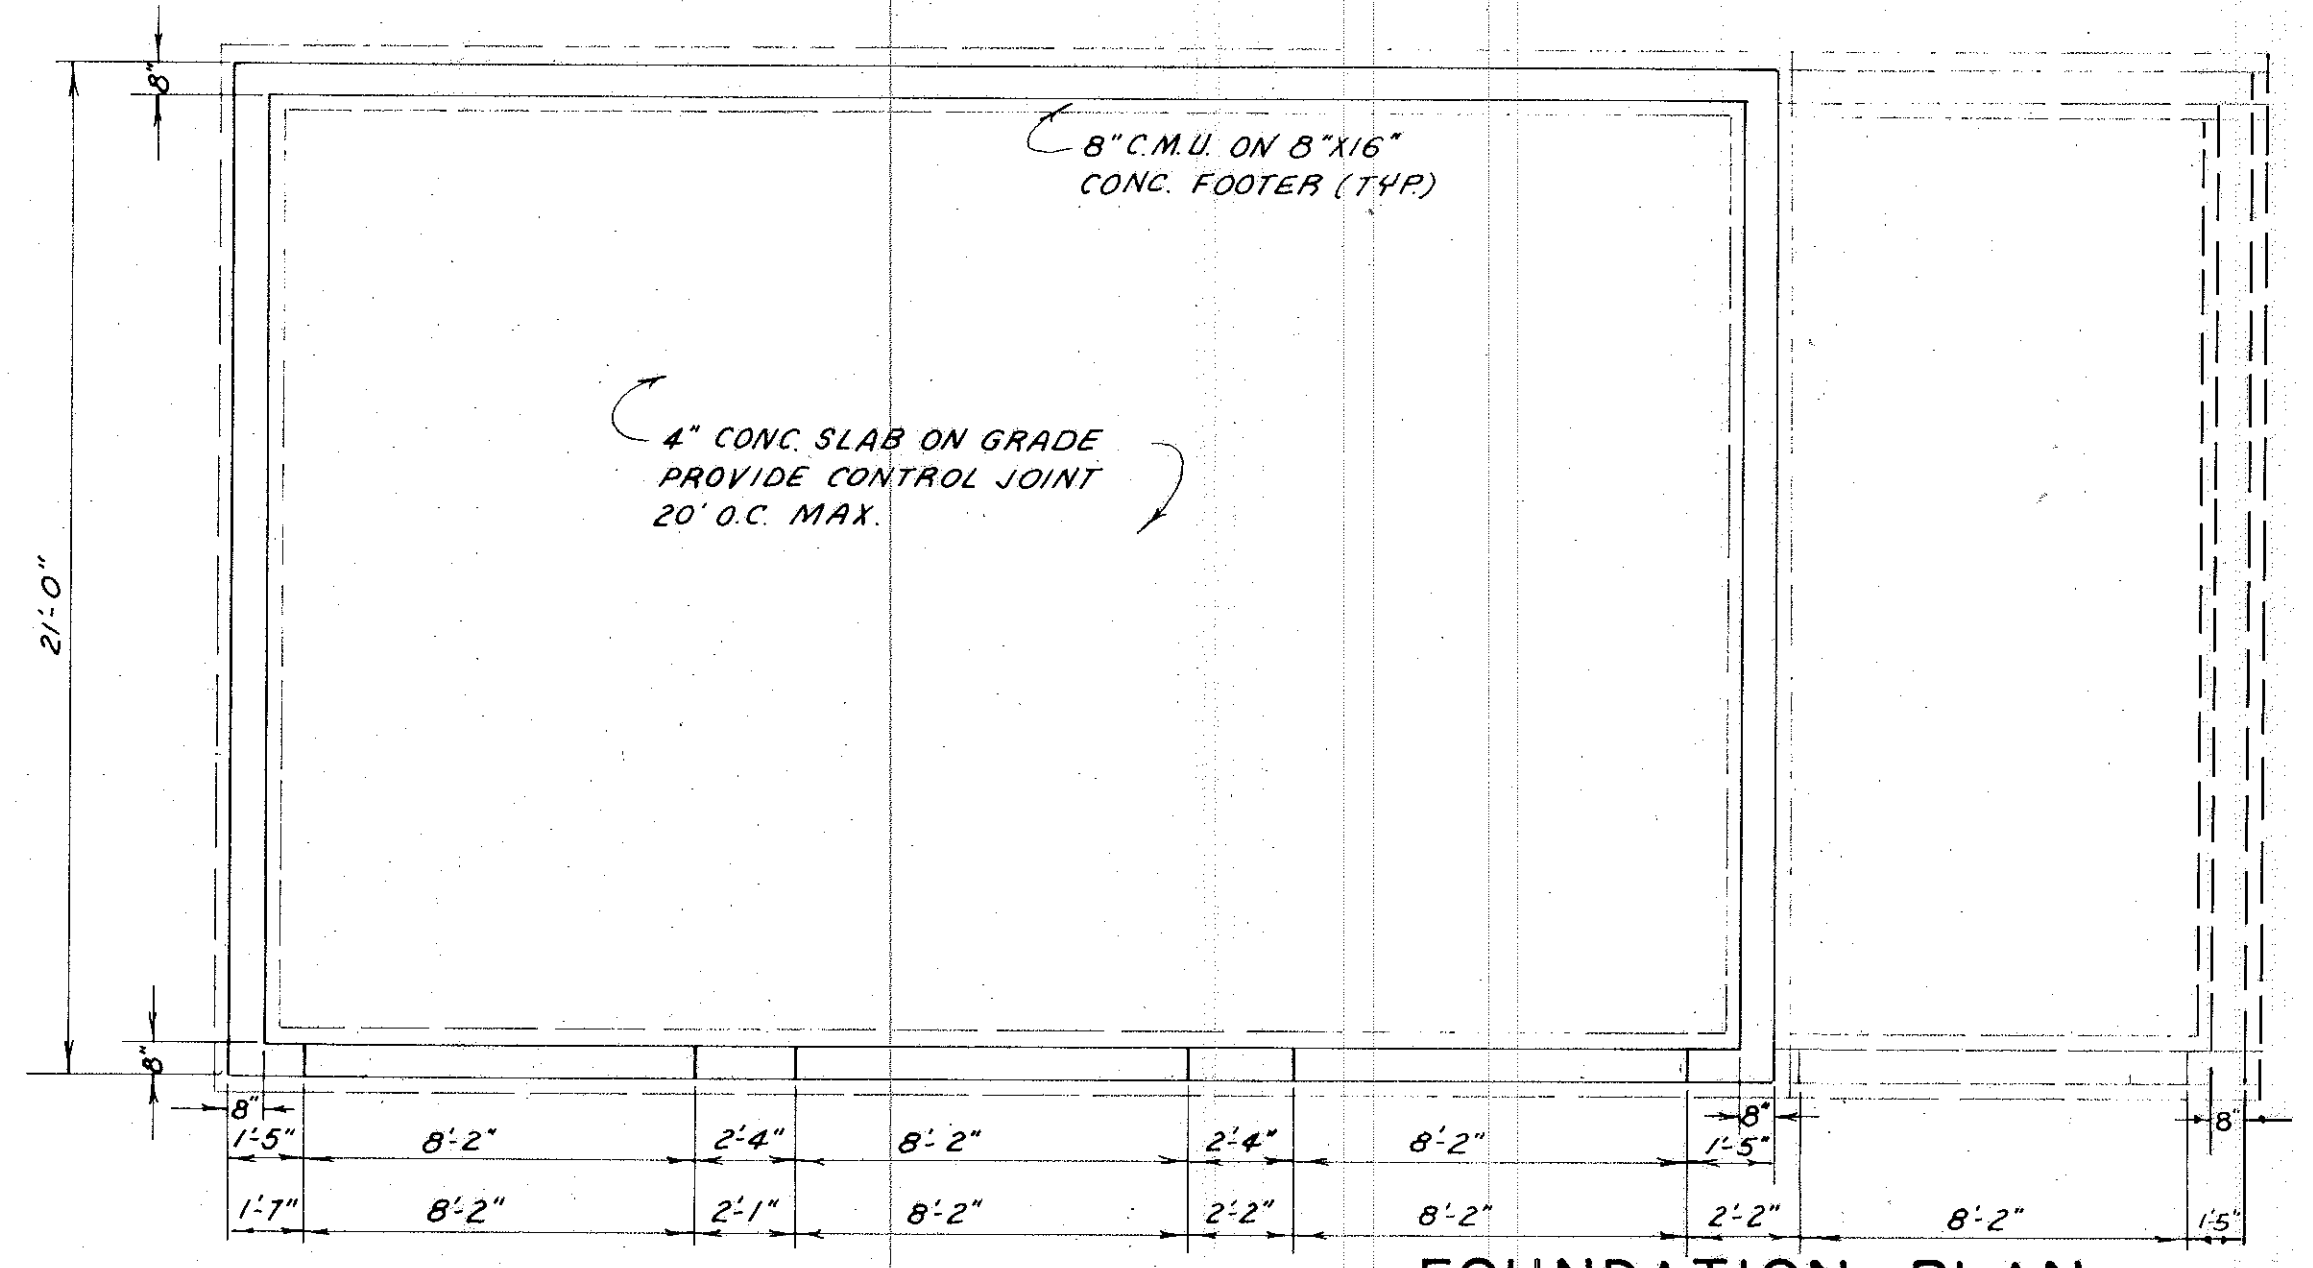 8"
8" C.M.U. ON 8"X16"
CONC. FOOTER (TYP.)
4" CONC. SLAB ON GRADE
PROVIDE CONTROL JOINT
20' O.C. MAX.
21'-0"
8"
8" 8" 8"
1'-5" 8'-2" 2'-4" 8'-2" 2'-4" 8'-2" 1'-5"
1'-7" 8'-2" 2'-1" 8'-2" 2'-2" 8'-2" 2'-2" 8'-2" 1'-5"
FOUNDATION PLAN